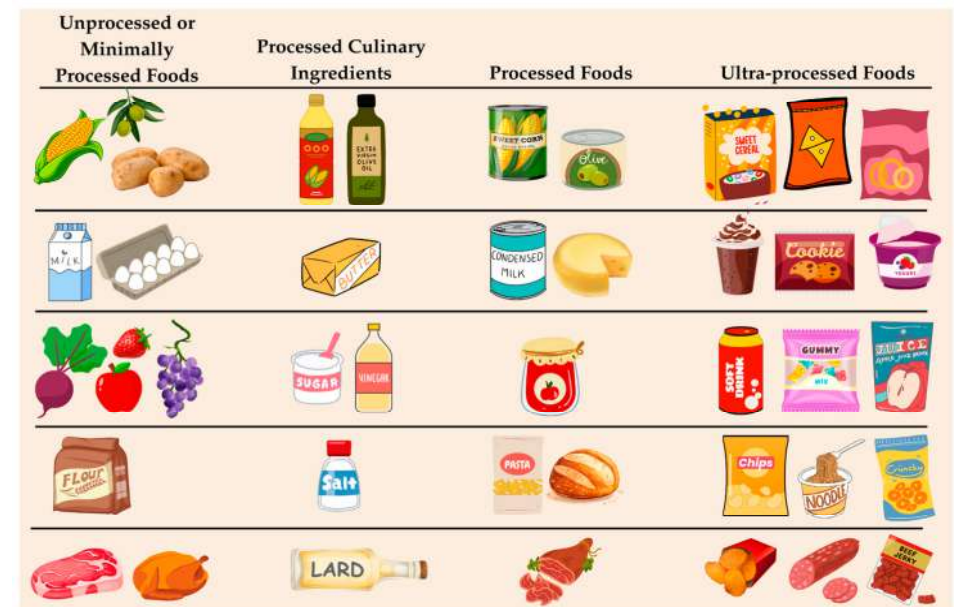 Unprocessed or
Minimally
Processed Foods
Processed Culinary
Ingredients
Processed Foods
Ultra-processed Foods
EXTRA
VIRGIN
OLIVE
OIL
SWEET CORN
Olive
SWEET
CEREAL
MILK
BUTTER
CONDENSED
MILK
Cookie
SUGAR
VINEGAR
SOFT
DRINK
GUMMY
MIX
FLOUR
Salt
PASTA
Chips
NOODLE
Crunchy
LARD
BEEF
JERKY